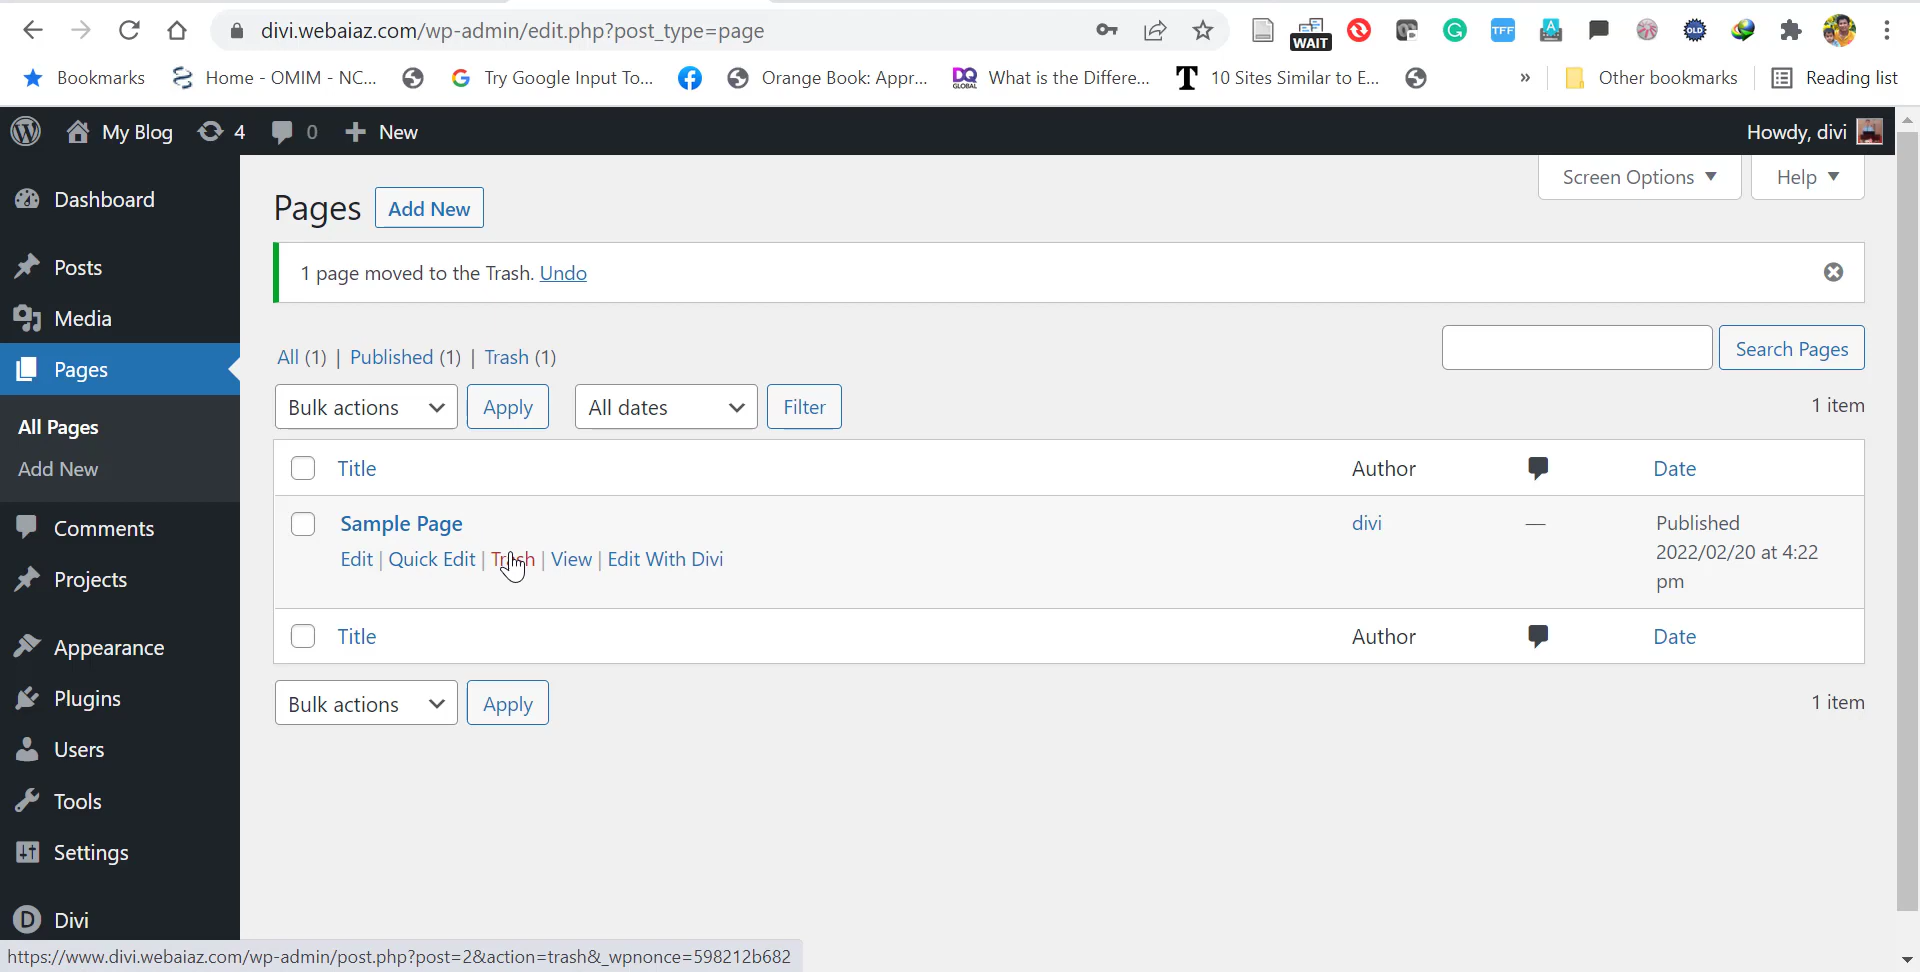 divi.webaiaz.com/wp-admin/edit.php?post_type=page
WAIT
G
TFF
A
OLD
Bookmarks
Home - OMIM - NC...
Try Google Input To...
Orange Book: Appr...
DQ GLOBAL What is the Differe...
T 10 Sites Similar to E...
»
Other bookmarks
Reading list
My Blog
4
0
New
Howdy, divi
Dashboard
Posts
Media
Pages
All Pages
Add New
Comments
Projects
Appearance
Plugins
Users
Tools
Settings
D Divi
Screen Options
Help
Pages
Add New
1 page moved to the Trash. Undo
All (1) | Published (1) | Trash (1)
Search Pages
Bulk actions
Apply
All dates
Filter
1 item
Title
Author
Date
Sample Page
divi
—
Published
2022/02/20 at 4:22
pm
Edit | Quick Edit | Trash | View | Edit With Divi
Title
Author
Date
Bulk actions
Apply
1 item
https://www.divi.webaiaz.com/wp-admin/post.php?post=2&action=trash&_wpnonce=598212b682